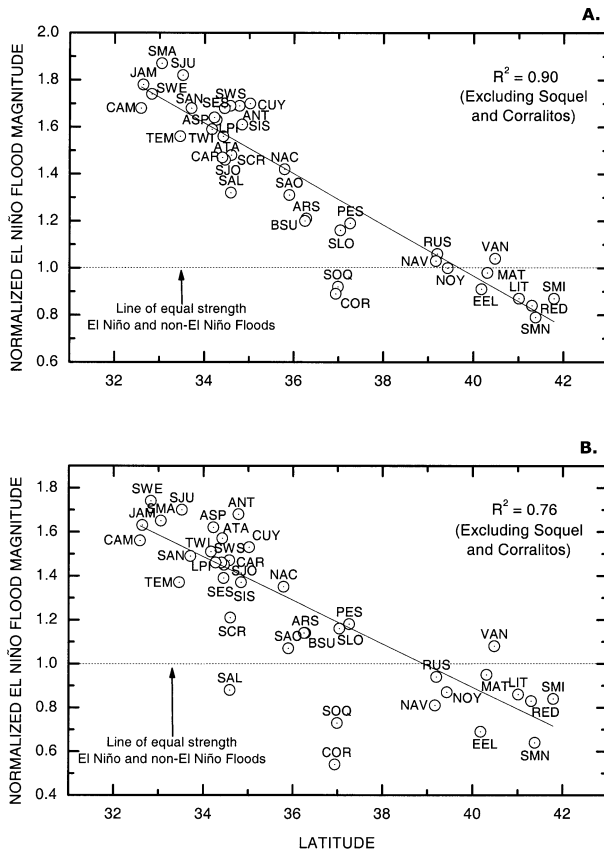 A.
NORMALIZED EL NIÑO FLOOD MAGNITUDE
2.0
1.8
1.6
1.4
1.2
1.0
0.8
0.6
R² = 0.90
(Excluding Soquel
and Corralitos)
SMA
JAM SJU
SWE
CAM
SAN SES SWS CUY
ASP ANT
LPI SIS
TEM TWI
ATA
CAR SCR
SJO
SAL
NAC
SAO
ARS
BSU
PES
SLO
SOQ
COR
RUS
NAV
NOY
VAN
MAT
EEL
LIT SMI
RED
SMN
Line of equal strength
El Niño and non-El Niño Floods
32 34 36 38 40 42
B.
NORMALIZED EL NIÑO FLOOD MAGNITUDE
1.8
1.6
1.4
1.2
1.0
0.8
0.6
0.4
R² = 0.76
(Excluding Soquel
and Corralitos)
SWE
SJU
JAM SMA
CAM
ANT
ASP
ATA
TWI SWS CUY
SAN CAR
LPI SJO
TEM
SES SIS
SCR
SAL
NAC
ARS
SAO BSU
PES
SLO
SOQ
COR
RUS
NAV NOY
VAN
MAT LIT SMI
RED
EEL
SMN
Line of equal strength
El Niño and non-El Niño Floods
32 34 36 38 40 42
LATITUDE